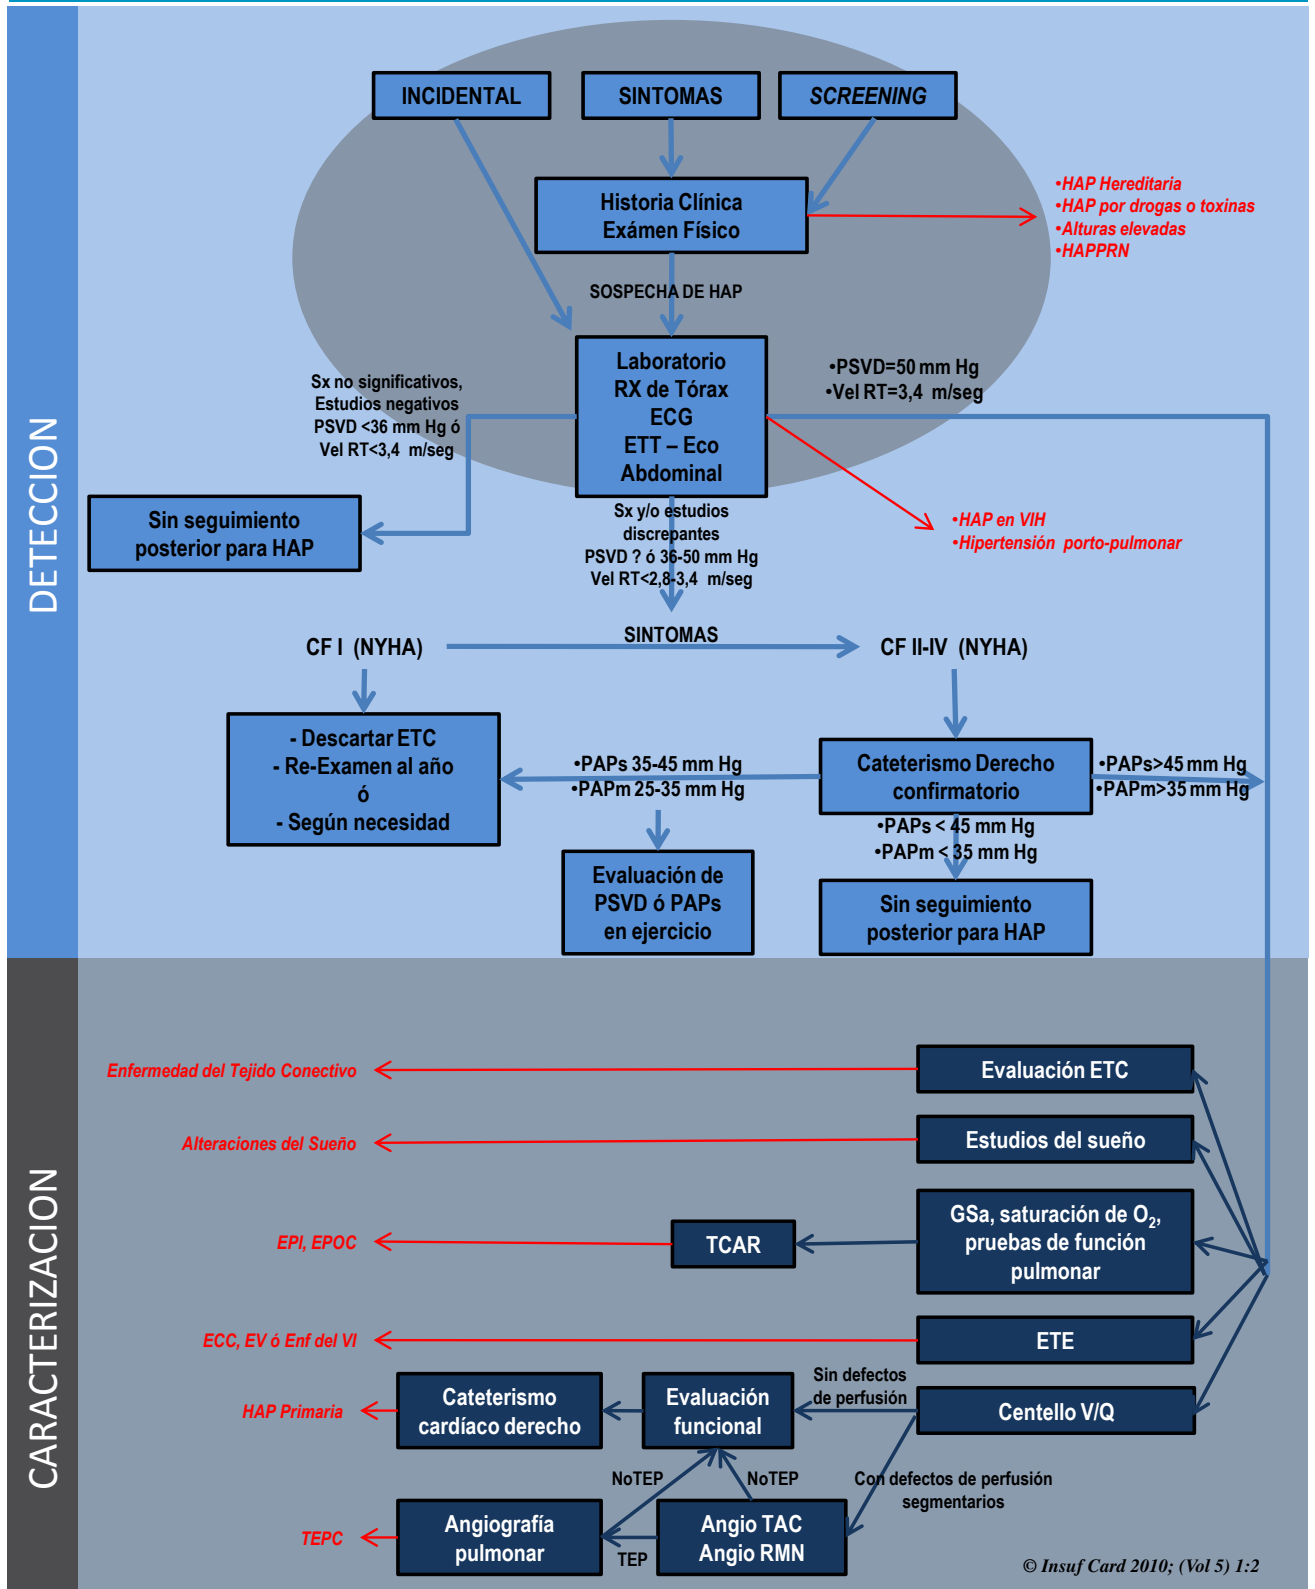 INCIDENTAL
SINTOMAS
SCREENING
Historia Clínica
Exámen Físico
•HAP Hereditaria
•HAP por drogas o toxinas
•Alturas elevadas
•HAPPRN
SOSPECHA DE HAP
Laboratorio
RX de Tórax
ECG
ETT – Eco
Abdominal
•PSVD=50 mm Hg
•Vel RT=3,4 m/seg
Sx no significativos,
Estudios negativos
PSVD <36 mm Hg ó
Vel RT<3,4 m/seg
DETECCION
Sin seguimiento
posterior para HAP
Sx y/o estudios
discrepantes
PSVD ? ó 36-50 mm Hg
Vel RT<2,8-3,4 m/seg
•HAP en VIH
•Hipertensión porto-pulmonar
SINTOMAS
CF I (NYHA)
CF II-IV (NYHA)
- Descartar ETC
- Re-Examen al año
ó
- Según necesidad
•PAPs 35-45 mm Hg
•PAPm 25-35 mm Hg
Cateterismo Derecho
confirmatorio
•PAPs>45 mm Hg
•PAPm>35 mm Hg
•PAPs < 45 mm Hg
•PAPm < 35 mm Hg
Evaluación de
PSVD ó PAPs
en ejercicio
Sin seguimiento
posterior para HAP
CARACTERIZACION
Enfermedad del Tejido Conectivo
Evaluación ETC
Alteraciones del Sueño
Estudios del sueño
EPI, EPOC
TCAR
GSa, saturación de O2,
pruebas de función
pulmonar
ECC, EV ó Enf del VI
ETE
HAP Primaria
Cateterismo
cardíaco derecho
Evaluación
funcional
Sin defectos
de perfusión
Centello V/Q
NoTEP
NoTEP
Con defectos de perfusión
segmentarios
TEPC
Angiografía
pulmonar
TEP
Angio TAC
Angio RMN
© Insuf Card 2010; (Vol 5) 1:2